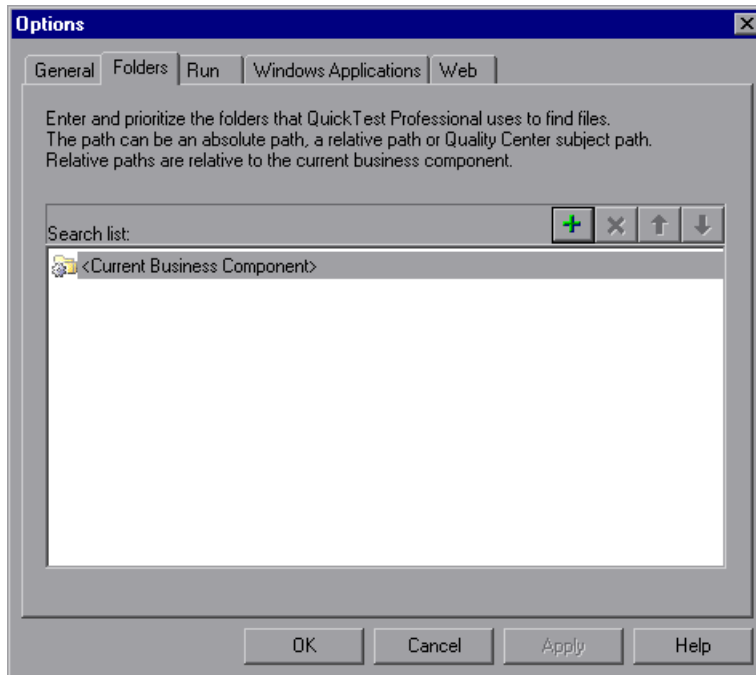 Options
General Folders Run Windows Applications Web
Enter and prioritize the folders that QuickTest Professional uses to find files.
The path can be an absolute path, a relative path or Quality Center subject path.
Relative paths are relative to the current business component.
Search list:
<Current Business Component>
OK Cancel Apply Help